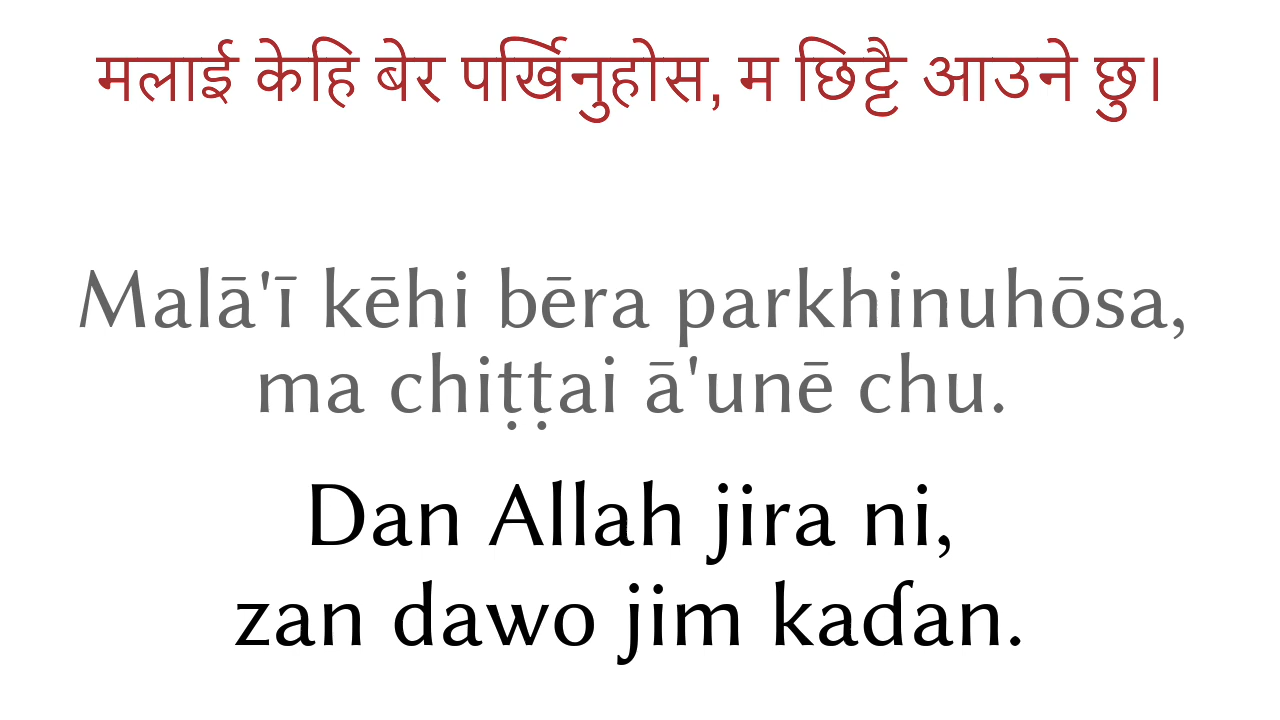 मलाई केहि बेर पर्खिनुहोस, म छिट्टै आउने छु।
Malā'ī kēhi bēra parkhinuhōsa,
ma chiṭṭai ā'unē chu.
Dan Allah jira ni,
zan dawo jim kaɗan.